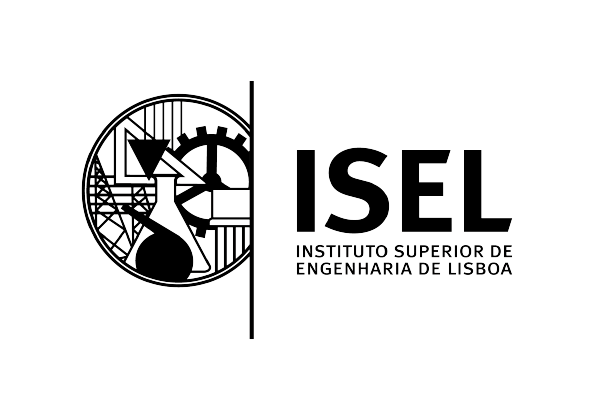 ISEL
INSTITUTO SUPERIOR DE
ENGENHARIA DE LISBOA